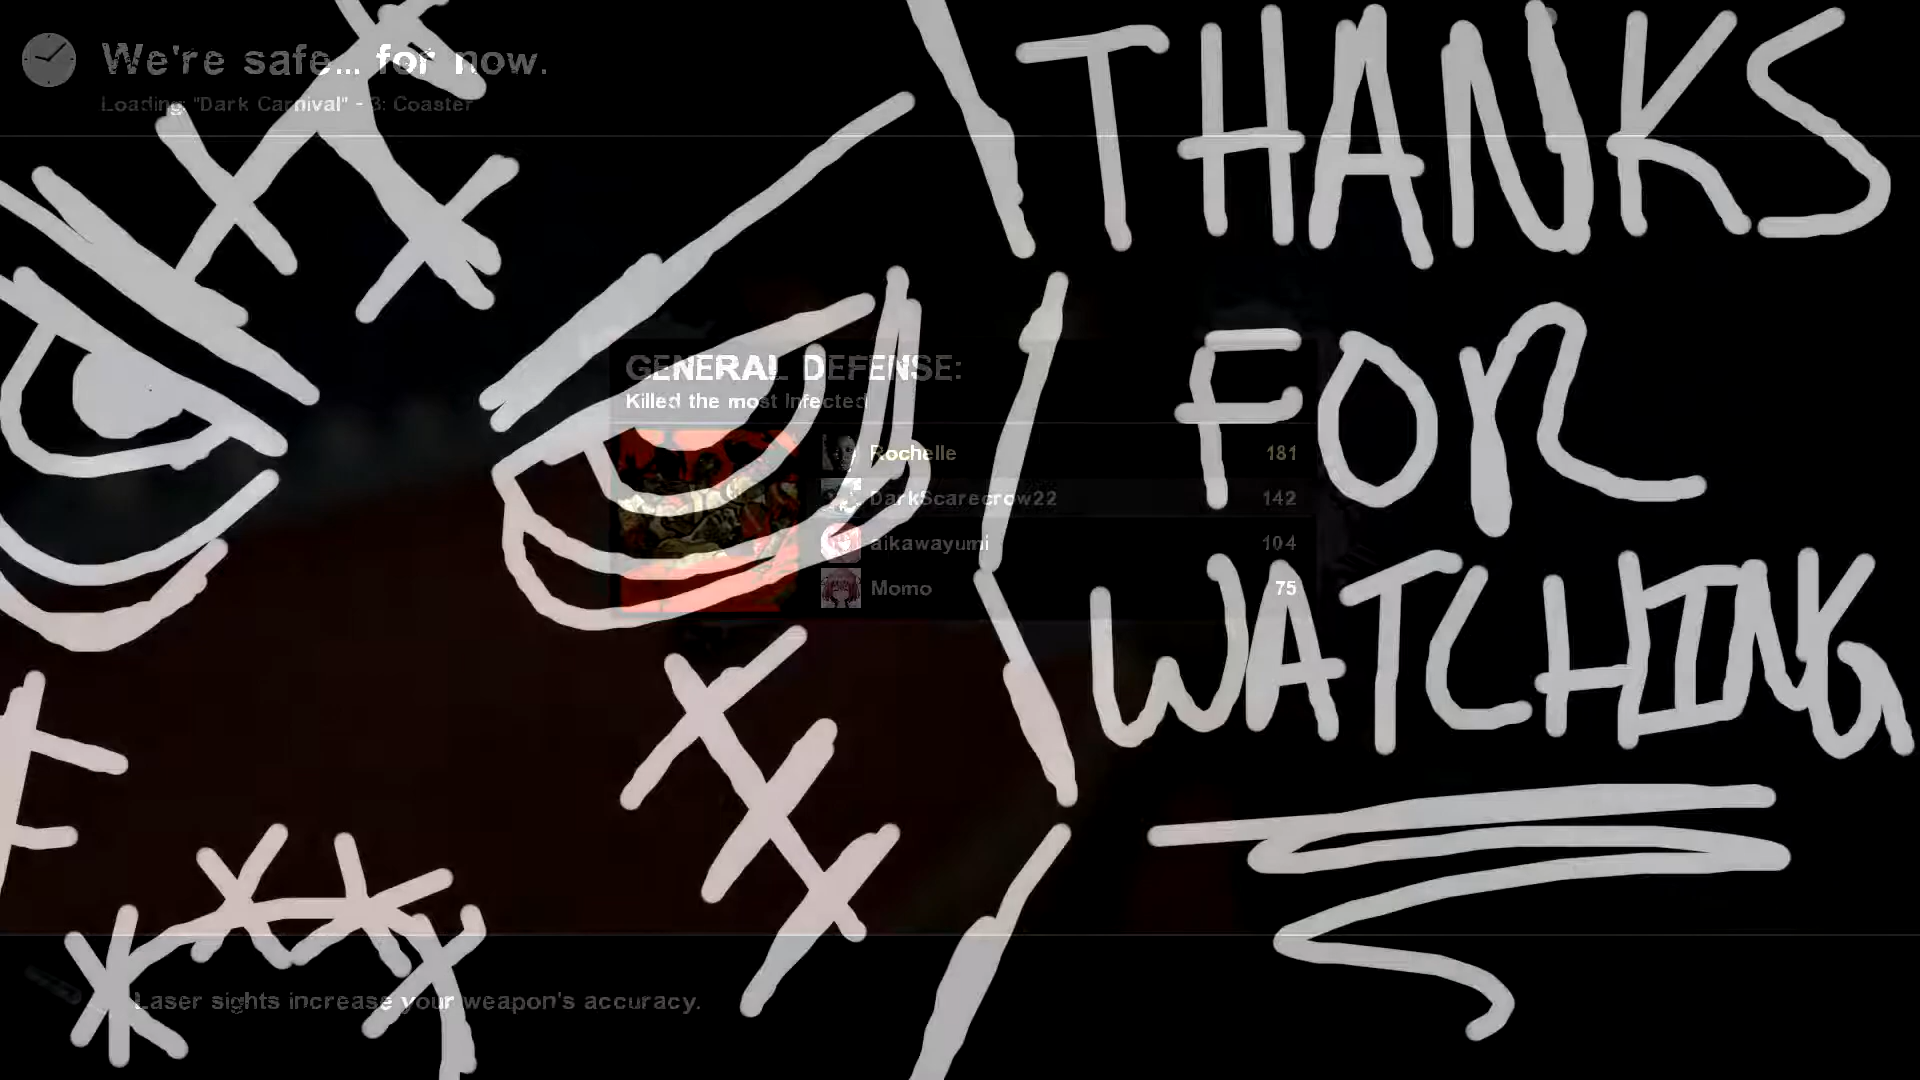 We're safe... for now.
Loading: "Dark Carnival" - 3: Coaster
THANKS
FOR
WATCHING
GENERAL DEFENSE:
Killed the most Infected
Rochelle 181
DarkScarecrow22 142
aikawayumi 104
Momo 75
Laser sights increase your weapon's accuracy.